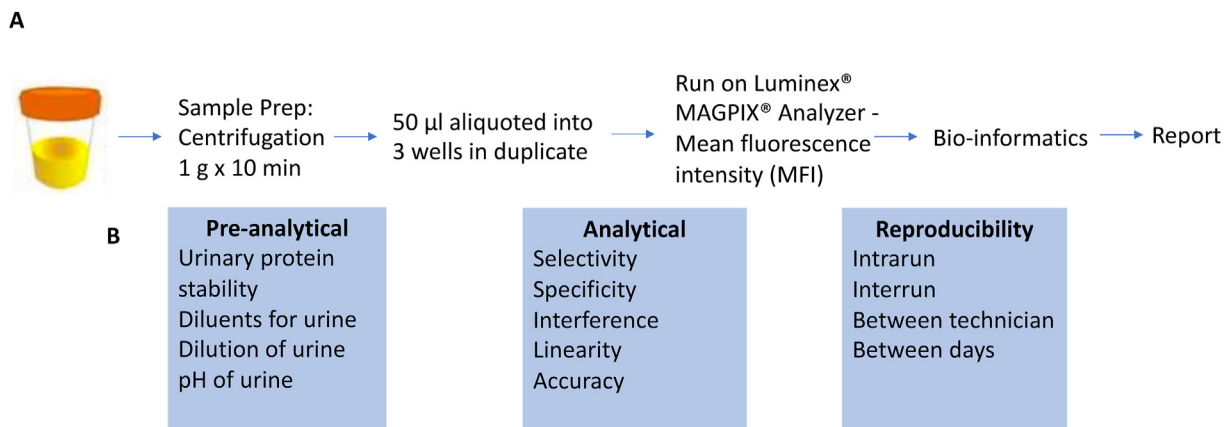 A
Sample Prep:
Centrifugation
1 g x 10 min
50 µl aliquoted into
3 wells in duplicate
Run on Luminex®
MAGPIX® Analyzer -
Mean fluorescence
intensity (MFI)
Bio-informatics
Report
B
Pre-analytical
Urinary protein
stability
Diluents for urine
Dilution of urine
pH of urine
Analytical
Selectivity
Specificity
Interference
Linearity
Accuracy
Reproducibility
Intrarun
Interrun
Between technician
Between days